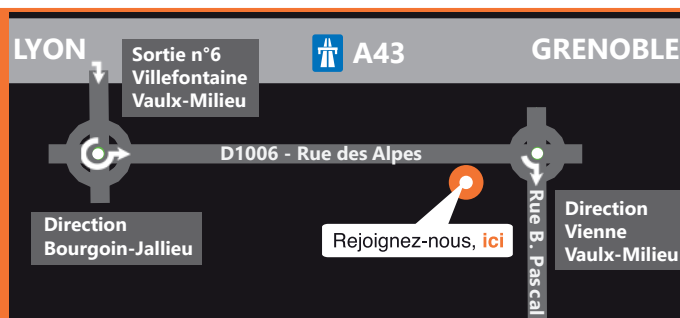 LYON
Sortie n°6
Villefontaine
Vaulx-Milieu
A43
GRENOBLE
D1006 - Rue des Alpes
Direction
Bourgoin-Jallieu
Rejoignez-nous, ici
Rue B. Pascal
Direction
Vienne
Vaulx-Milieu